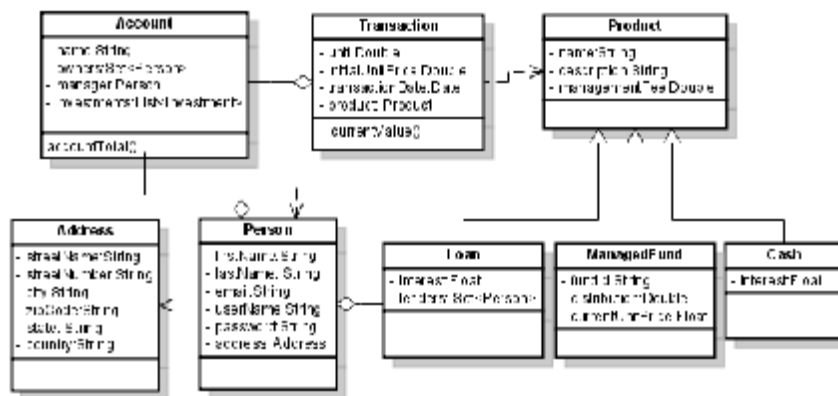 Account
- name:String
- owners:Set<Person>
- manager:Person
- investments:List<Investment>
accountTotal()
Transaction
- unit:Double
- initialUnitPrice:Double
- transactionDate:Date
- product:Product
currentValue()
Product
- name:String
- description:String
- managementFee:Double
Address
- streetName:String
- streetNumber:String
- city:String
- zipCode:String
- state:String
- country:String
Person
- firstName:String
- lastName:String
- email:String
- userName:String
- password:String
- address:Address
Loan
- interest:Float
- lenders:Set<Person>
ManagedFund
- fundId:String
- distribution:Double
- currentUnitPrice:Float
Cash
- interest:Float